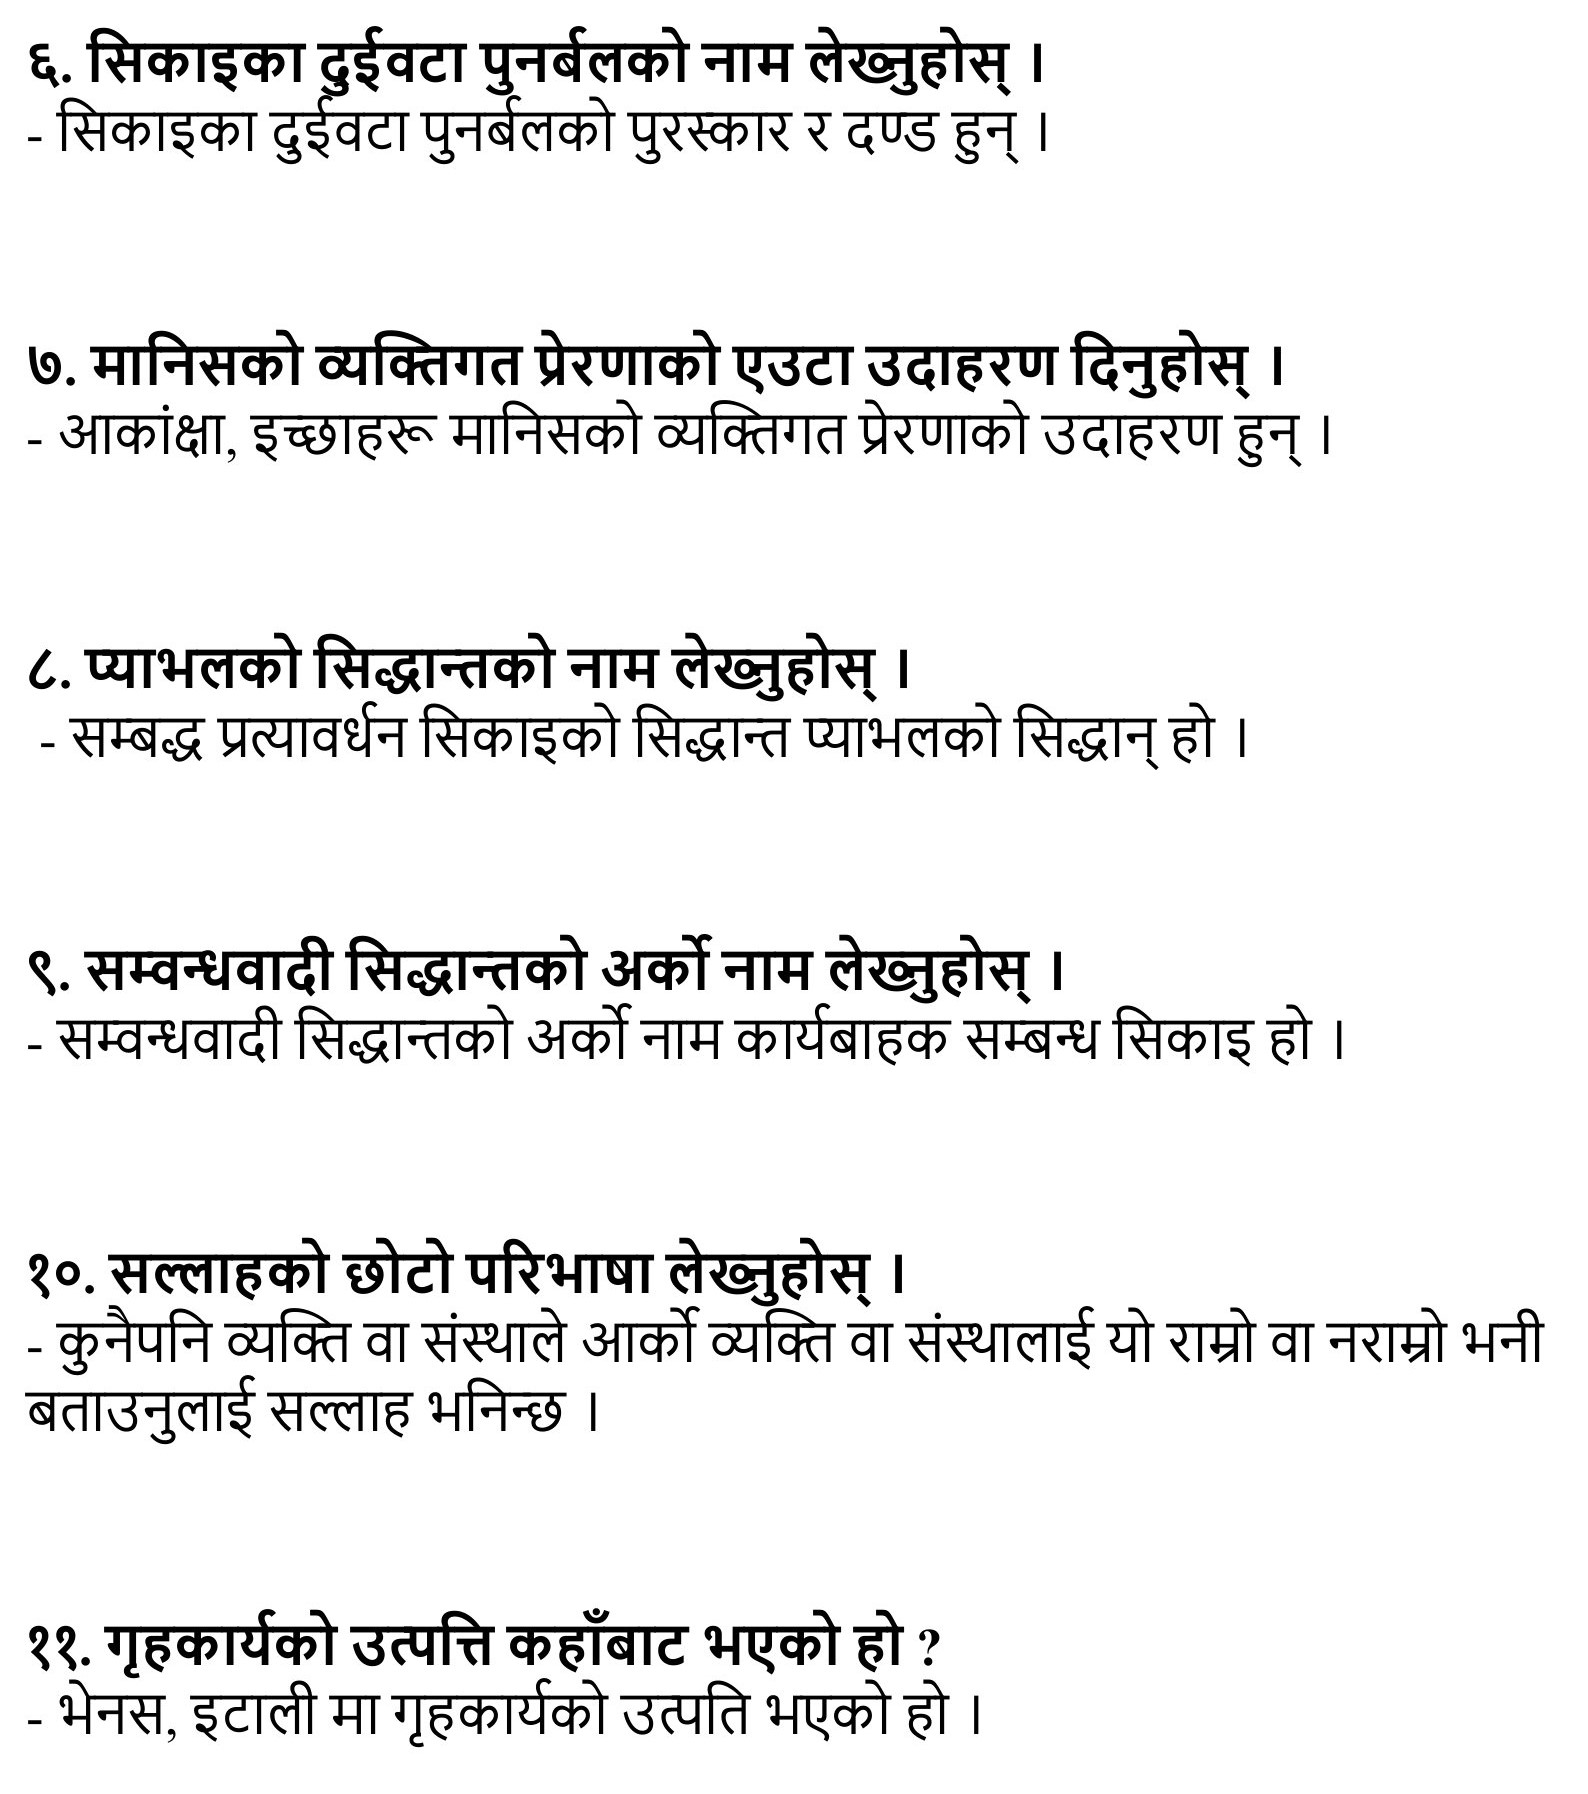 ६. सिकाइका दुईवटा पुनर्बलको नाम लेख्नुहोस् ।
- सिकाइका दुईवटा पुनर्बलको पुरस्कार र दण्ड हुन् ।
७. मानिसको व्यक्तिगत प्रेरणाको एउटा उदाहरण दिनुहोस् ।
- आकांक्षा, इच्छाहरू मानिसको व्यक्तिगत प्रेरणाको उदाहरण हुन् ।
८. प्याभलको सिद्धान्तको नाम लेख्नुहोस् ।
- सम्बद्ध प्रत्यावर्धन सिकाइको सिद्धान्त प्याभलको सिद्धान् हो ।
९. सम्वन्धवादी सिद्धान्तको अर्को नाम लेख्नुहोस् ।
- सम्वन्धवादी सिद्धान्तको अर्को नाम कार्यबाहक सम्बन्ध सिकाइ हो ।
१०. सल्लाहको छोटो परिभाषा लेख्नुहोस् ।
- कुनैपनि व्यक्ति वा संस्थाले आर्को व्यक्ति वा संस्थालाई यो राम्रो वा नराम्रो भनी
बताउनुलाई सल्लाह भनिन्छ ।
११. गृहकार्यको उत्पत्ति कहाँबाट भएको हो ?
- भेनस, इटाली मा गृहकार्यको उत्पति भएको हो ।